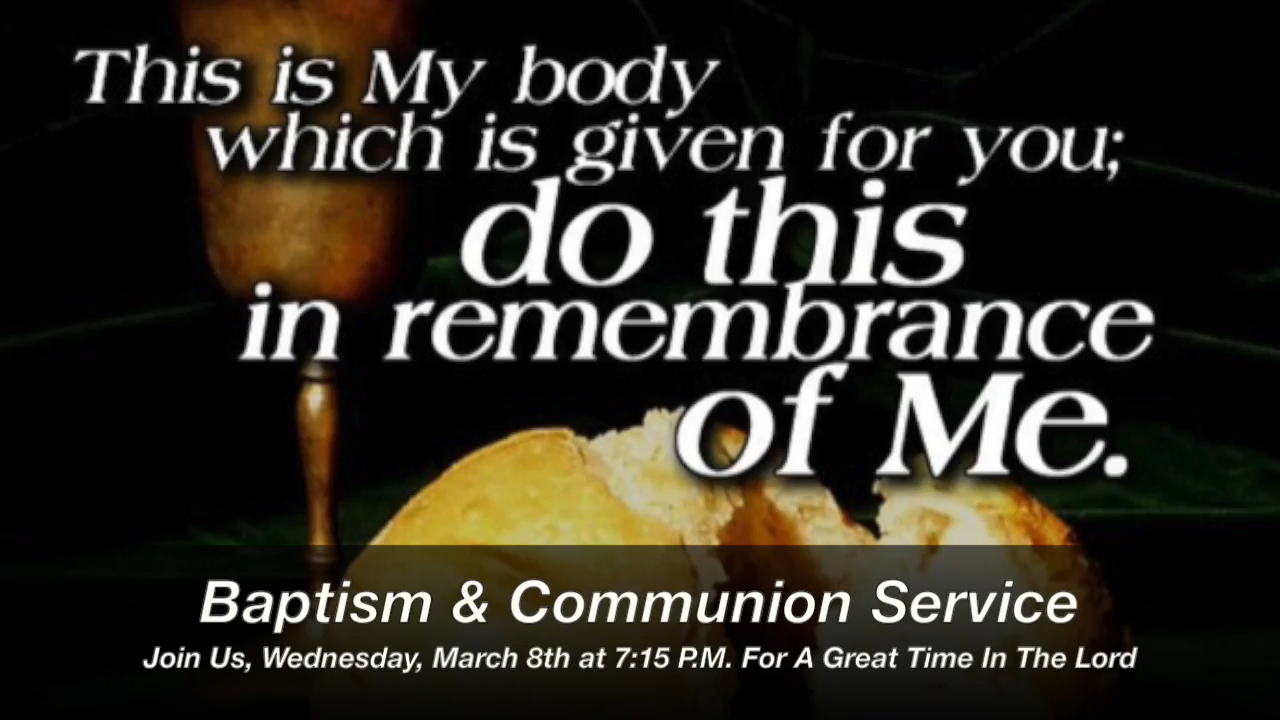 This is My body
which is given for you;
do this
in remembrance
of Me.
Baptism & Communion Service
Join Us, Wednesday, March 8th at 7:15 P.M. For A Great Time In The Lord